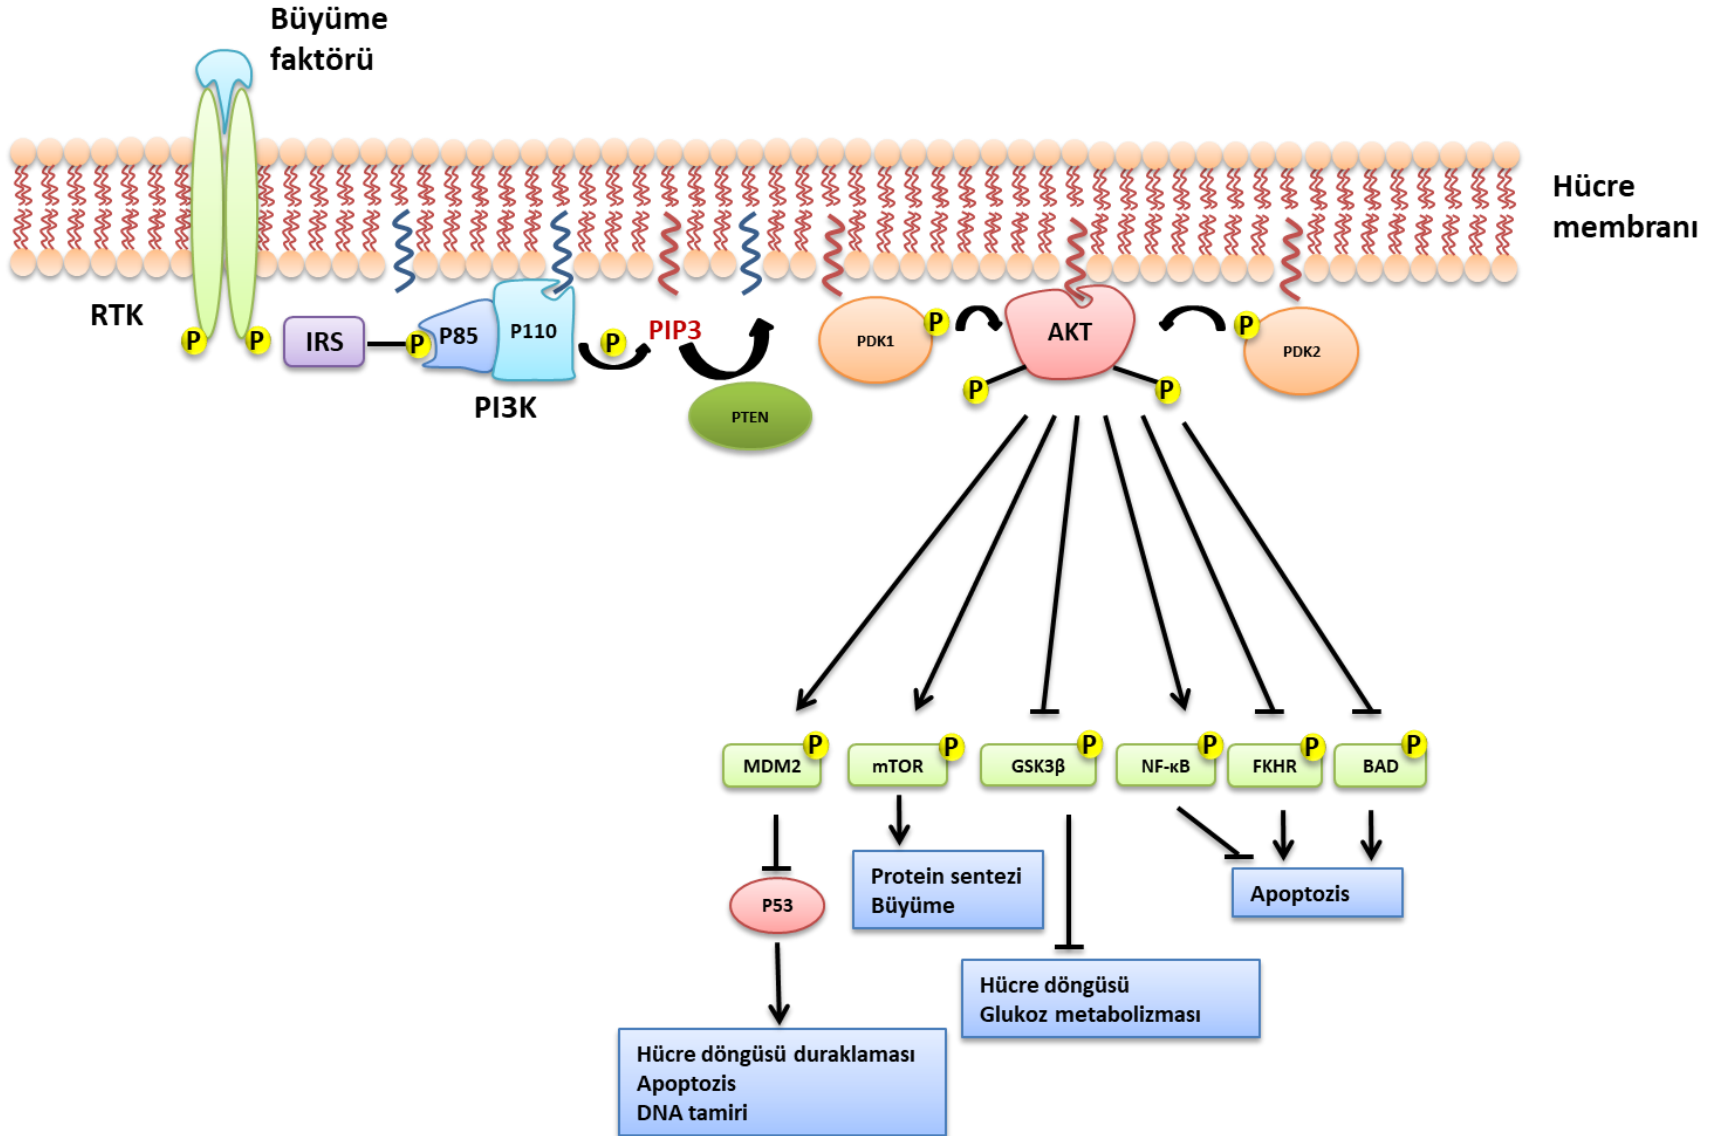 Büyüme
faktörü
Hücre
membranı
RTK
P
P
IRS
P
P85
P110
PI3K
P
PIP3
PTEN
PDK1
P
AKT
P
P
P
PDK2
MDM2
P
mTOR
P
GSK3β
P
NF-κB
P
FKHR
P
BAD
P
P53
Protein sentezi
Büyüme
Apoptozis
Hücre döngüsü
Glukoz metabolizması
Hücre döngüsü duraklaması
Apoptozis
DNA tamiri